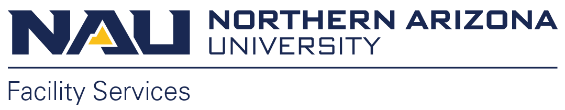 NAU NORTHERN ARIZONA
UNIVERSITY
Facility Services